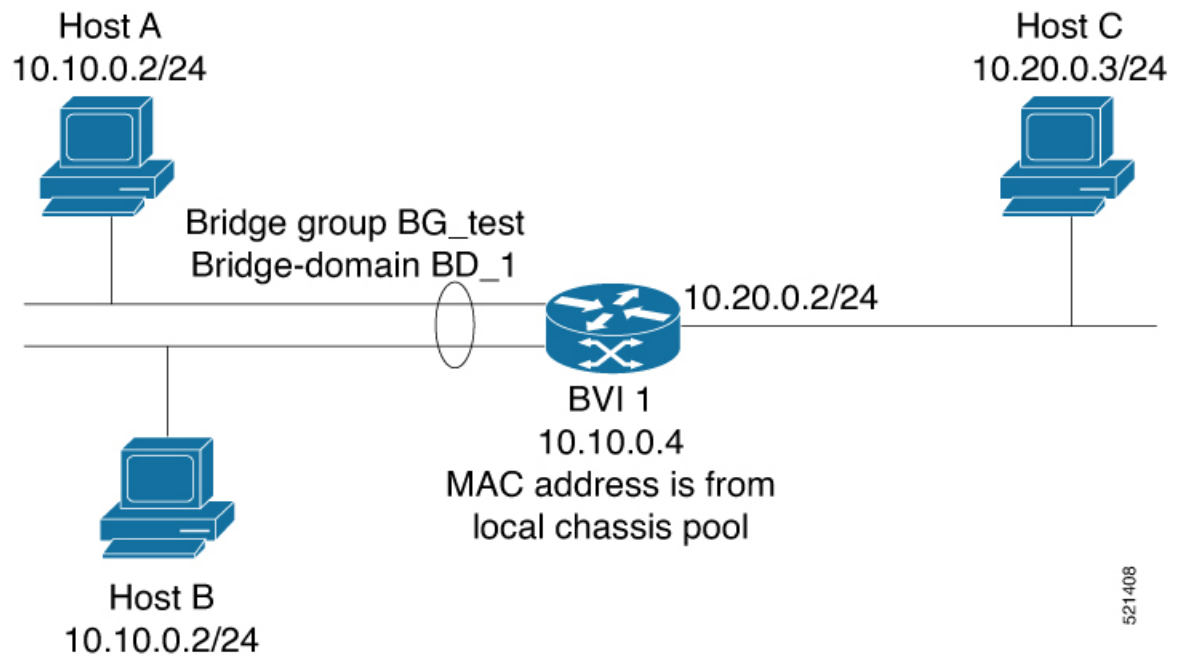 Host A
10.10.0.2/24
Host C
10.20.0.3/24
Bridge group BG_test
Bridge-domain BD_1
10.20.0.2/24
BVI 1
10.10.0.4
MAC address is from
local chassis pool
Host B
10.10.0.2/24
521408